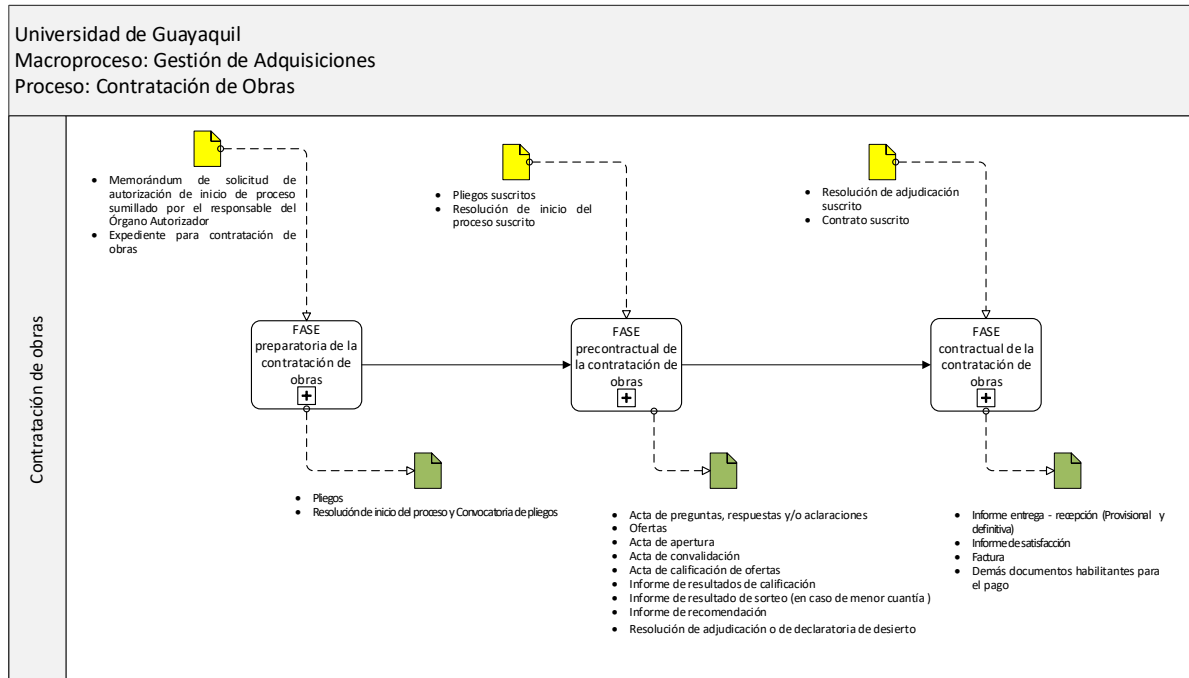 Universidad de Guayaquil
Macroproceso: Gestión de Adquisiciones
Proceso: Contratación de Obras
Contratación de obras
• Memorándum de solicitud de
autorización de inicio de proceso
sumillado por el responsable del
Órgano Autorizador
• Expediente para contratación de
obras
• Pliegos suscritos
• Resolución de inicio del
proceso suscrito
• Resolución de adjudicación
suscrito
• Contrato suscrito
FASE
preparatoria de la
contratación de
obras
FASE
precontractual de
la contratación de
obras
FASE
contractual de la
contratación de
obras
• Pliegos
• Resolución de inicio del proceso y Convocatoria de pliegos
• Acta de preguntas, respuestas y/o aclaraciones
• Ofertas
• Acta de apertura
• Acta de convalidación
• Acta de calificación de ofertas
• Informe de resultados de calificación
• Informe de resultado de sorteo (en caso de menor cuantía )
• Informe de recomendación
• Resolución de adjudicación o de declaratoria de desierto
• Informe entrega - recepción (Provisional y
definitiva)
• Informe de satisfacción
• Factura
• Demás documentos habilitantes para
el pago